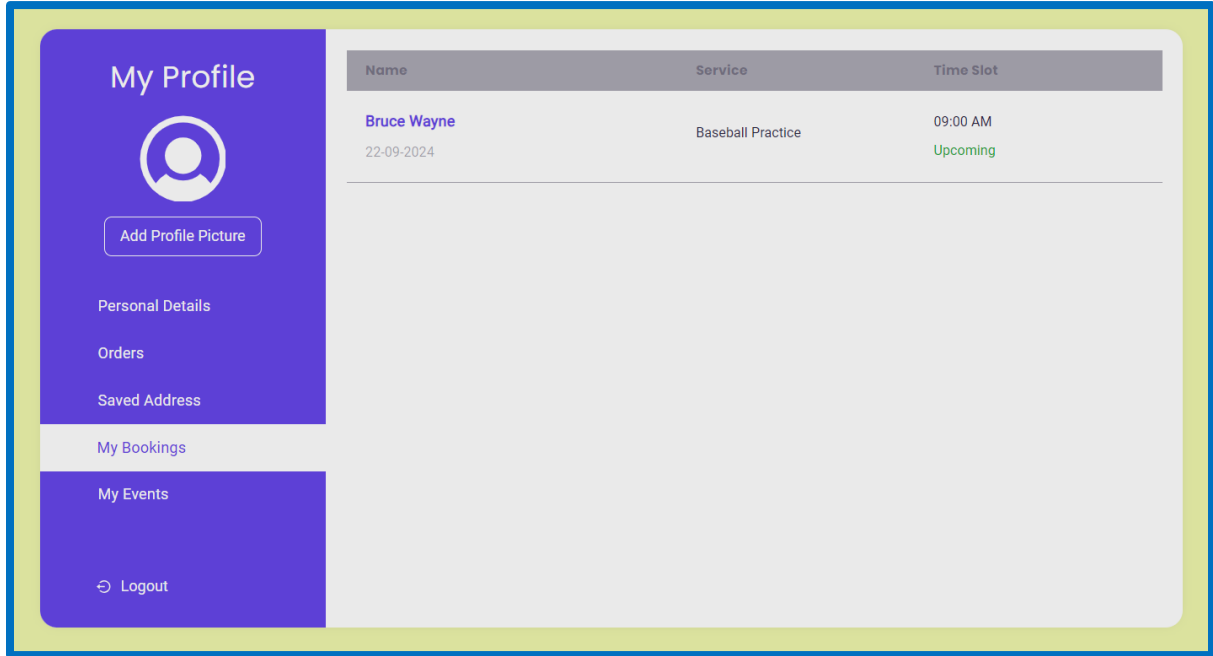 My Profile
Add Profile Picture
Personal Details
Orders
Saved Address
My Bookings
My Events
Logout
Name Service Time Slot
Bruce Wayne Baseball Practice 09:00 AM
22-09-2024 Upcoming